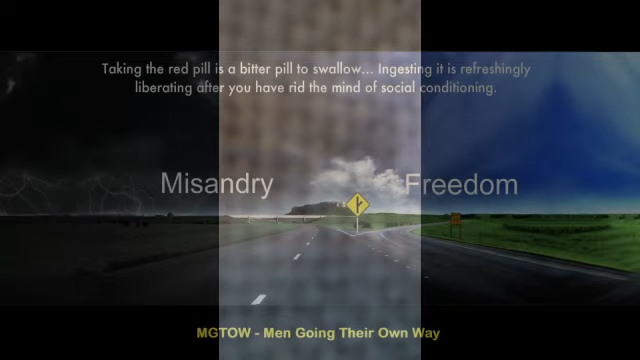 Taking the red pill is a bitter pill to swallow... Ingesting it is refreshingly
liberating after you have rid the mind of social conditioning.
Misandry Freedom
MGTOW - Men Going Their Own Way